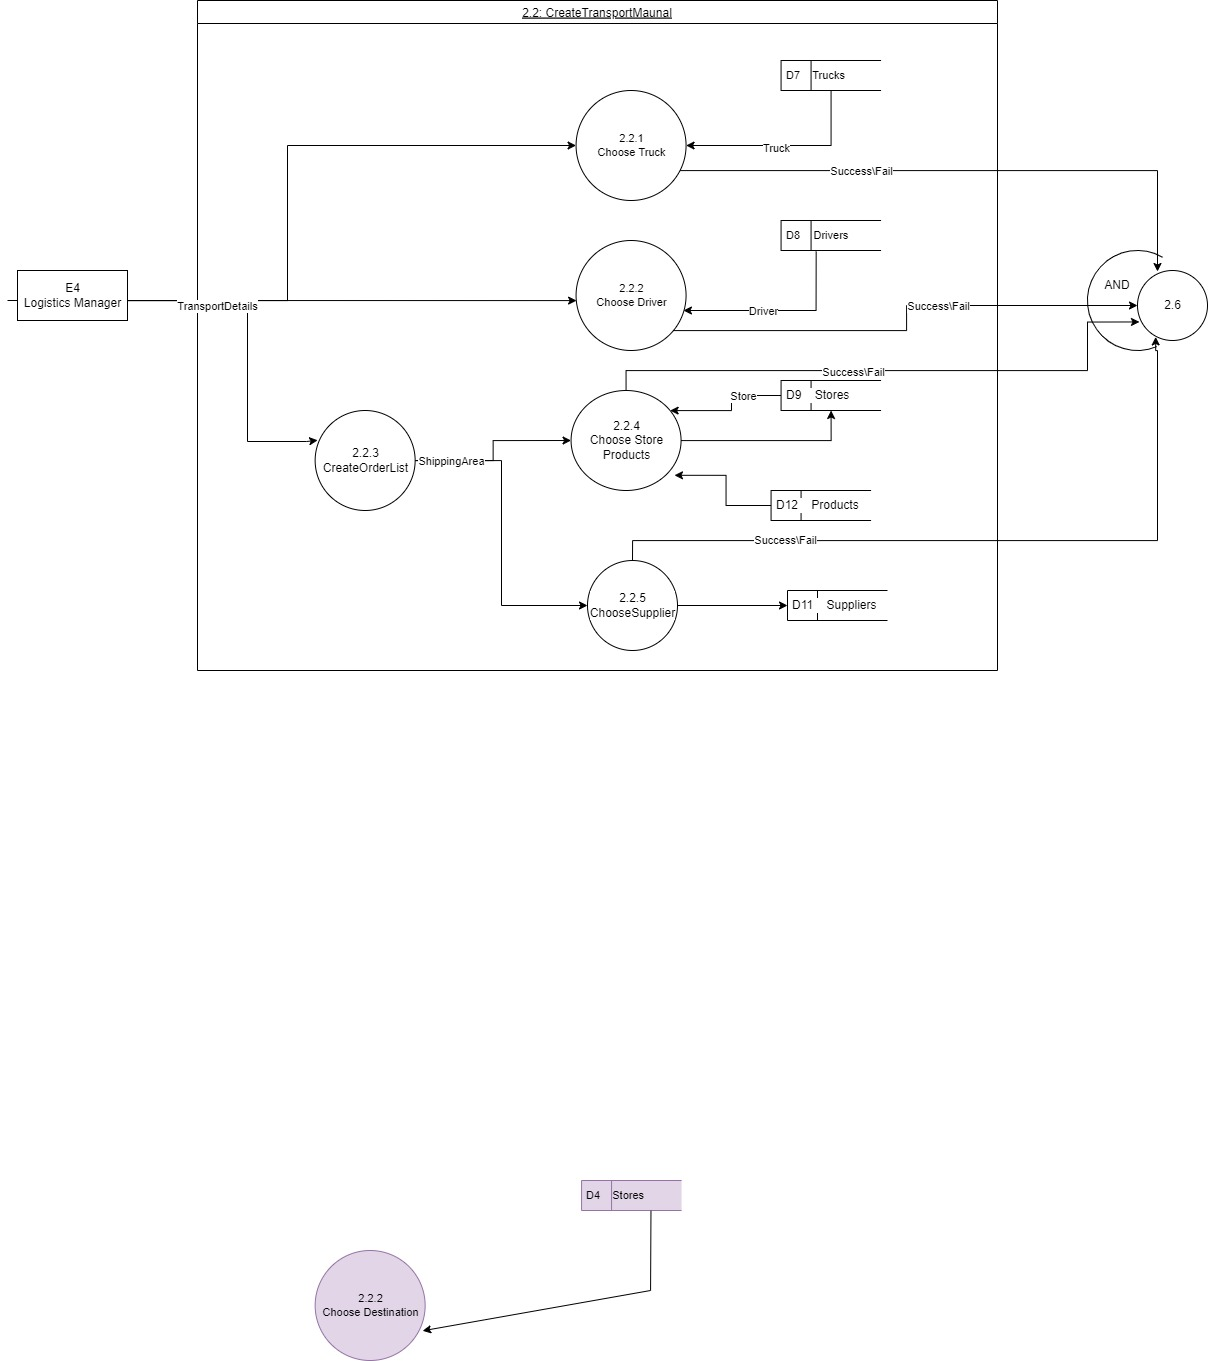 2.2: CreateTransportMaunal
D7 Trucks
2.2.1
Choose Truck
Truck
Success\Fail
D8 Drivers
E4
Logistics Manager
TransportDetails
2.2.2
Choose Driver
Driver
Success\Fail
AND
2.6
Success\Fail
Store
D9 Stores
2.2.3
CreateOrderList
ShippingArea
2.2.4
Choose Store
Products
D12 Products
Success\Fail
2.2.5
ChooseSupplier
D11 Suppliers
D4 Stores
2.2.2
Choose Destination